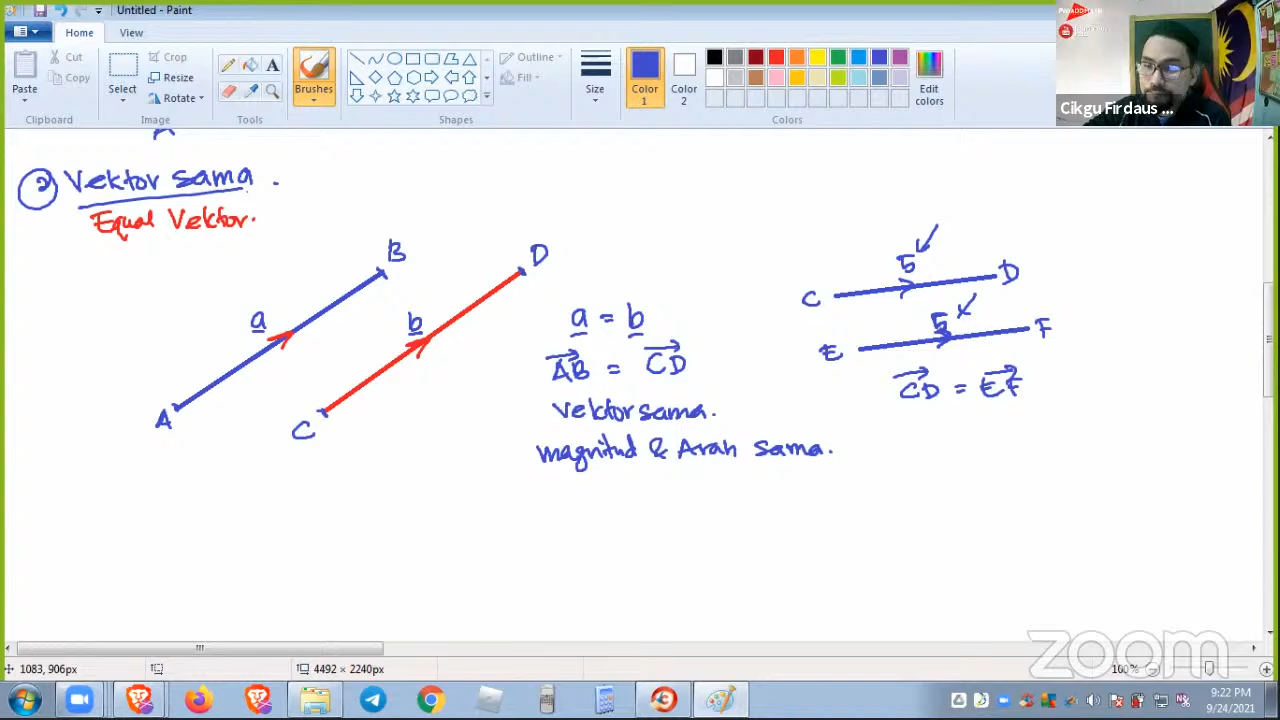 Untitled - Paint
Home
View
Paste
Cut
Copy
Clipboard
Select
Crop
Resize
Rotate
Image
Tools
Brushes
Shapes
Outline
Fill
Size
Color 1
Color 2
Edit colors
Colors
Cikgu Firdaus ...
A
2 Vektor sama.
Equal Vektor.
B
D
a
b
A
C
a = b
AB = CD
Vektor sama.
magnitud & Arah sama.
5
C D
5
E F
CD = EF
zoom
1083, 906px
4492 × 2240px
100%
9:22 PM
9/24/2021